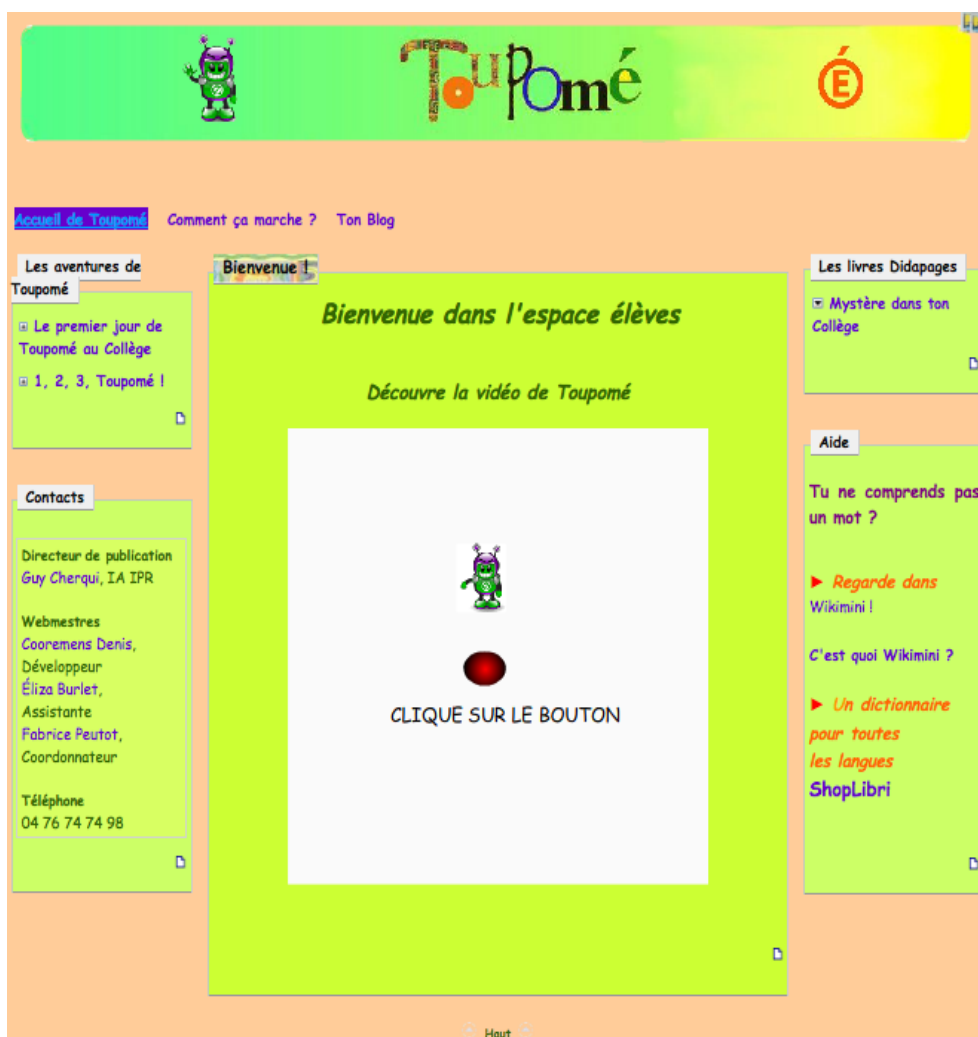 ToupOmé
É
Accueil de Toupomé Comment ça marche ? Ton Blog
Les aventures de
Toupomé
Le premier jour de
Toupomé au Collège
1, 2, 3, Toupomé !
Contacts
Directeur de publication
Guy Cherqui, IA IPR
Webmestres
Cooremens Denis,
Développeur
Éliza Burlet,
Assistante
Fabrice Peutot,
Coordonnateur
Téléphone
04 76 74 74 98
Bienvenue !
Bienvenue dans l'espace élèves
Découvre la vidéo de Toupomé
CLIQUE SUR LE BOUTON
Les livres Didapages
Mystère dans ton
Collège
Aide
Tu ne comprends pas
un mot ?
► Regarde dans
Wikimini !
C'est quoi Wikimini ?
► Un dictionnaire
pour toutes
les langues
ShopLibri
Haut